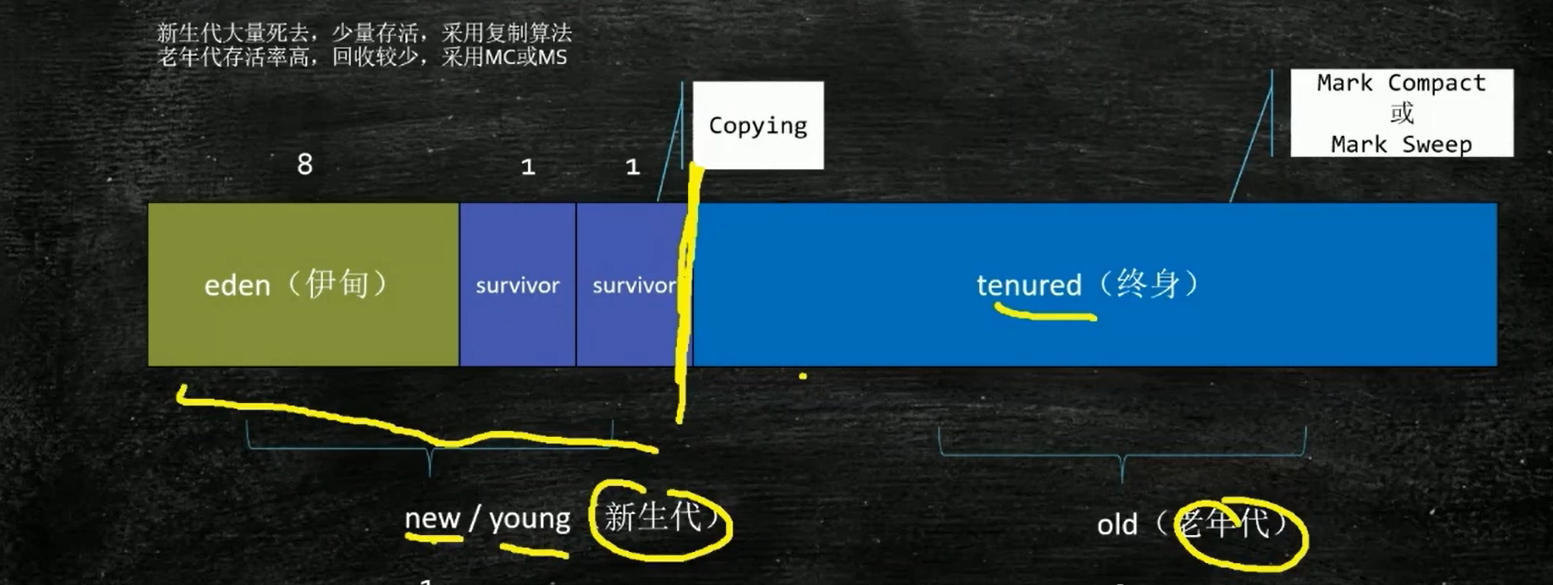 新生代大量死去，少量存活，采用复制算法
老年代存活率高，回收较少，采用MC或MS
Copying
Mark Compact
或
Mark Sweep
8
1
1
eden（伊甸）
survivor
survivor
tenured（终身）
new / young （新生代）
old（老年代）